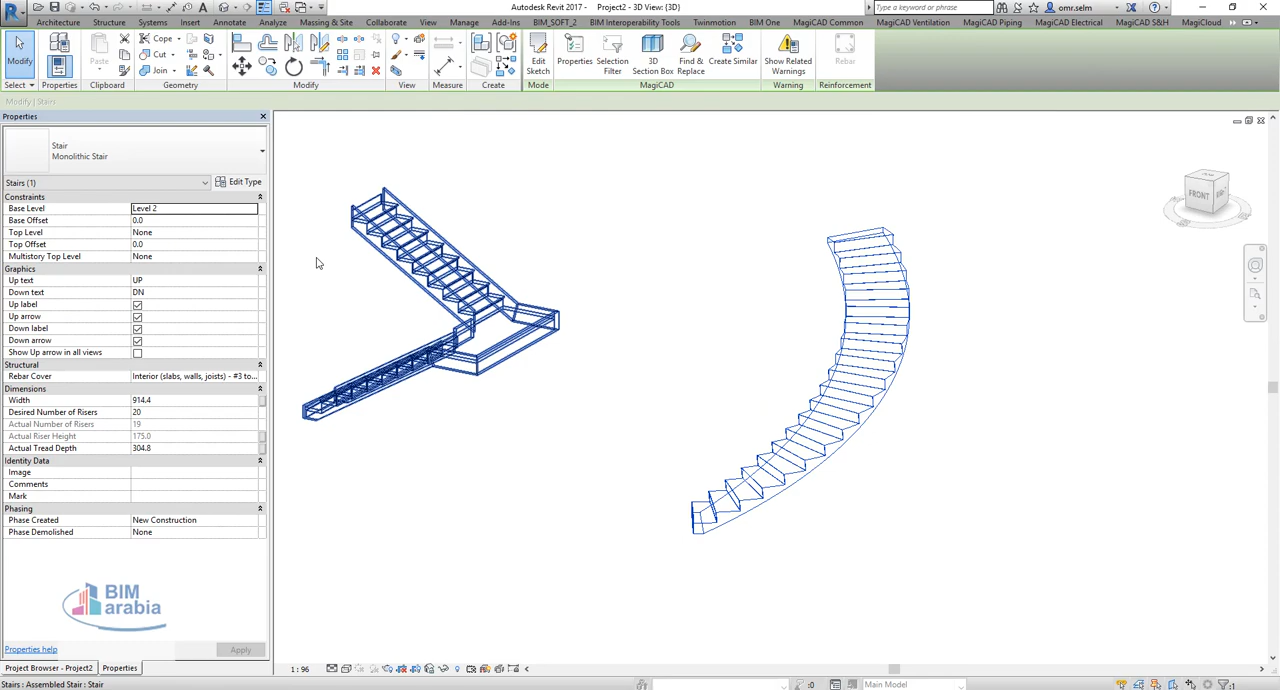 Autodesk Revit 2017 - Project2 - 3D View: {3D}
Type a keyword or phrase
omr.selm
Architecture Structure Systems Insert Annotate Analyze Massing & Site Collaborate View Manage Add-Ins BIM_SOFT_2 BIM Interoperability Tools Twinmotion BIM One MagiCAD Common MagiCAD Ventilation MagiCAD Piping MagiCAD Electrical MagiCAD S&H MagiCloud
Modify Paste Cope Cut Join Edit Sketch Properties Selection Filter 3D Section Box Find & Replace Create Similar Show Related Warnings Rebar
Select Properties Clipboard Geometry Modify View Measure Create Mode MagiCAD Warning Reinforcement
Modify | Stairs
Properties
Stair
Monolithic Stair
Stairs (1) Edit Type
Constraints
Base Level Level 2
Base Offset 0.0
Top Level None
Top Offset 0.0
Multistory Top Level None
Graphics
Up text UP
Down text DN
Up label
Up arrow
Down label
Down arrow
Show Up arrow in all views
Structural
Rebar Cover Interior (slabs, walls, joists) - #3 to...
Dimensions
Width 914.4
Desired Number of Risers 20
Actual Number of Risers 19
Actual Riser Height 175.0
Actual Tread Depth 304.8
Identity Data
Image
Comments
Mark
Phasing
Phase Created New Construction
Phase Demolished None
BIM
arabia
Properties help Apply
Project Browser - Project2 Properties
1 : 96
Stairs : Assembled Stair : Stair
:0 Main Model :1
FRONT